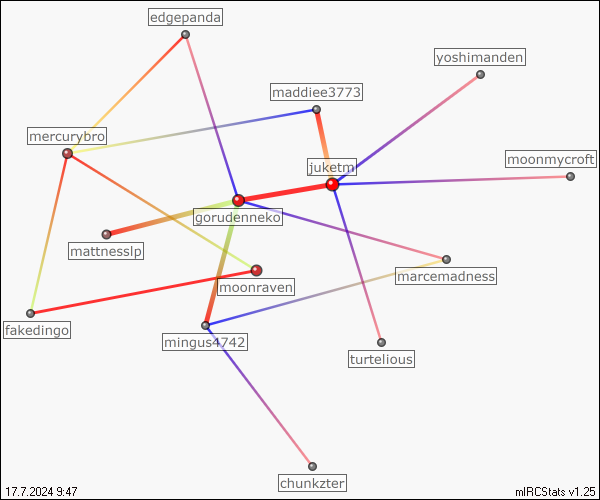 edgepanda
yoshimanden
maddiee3773
mercurybro
moonmycroft
juketm
gorudenneko
mattnesslp
marcemadness
moonraven
fakedingo
mingus4742
turtelious
chunkzter
17.7.2024 9:47
mIRCStats v1.25